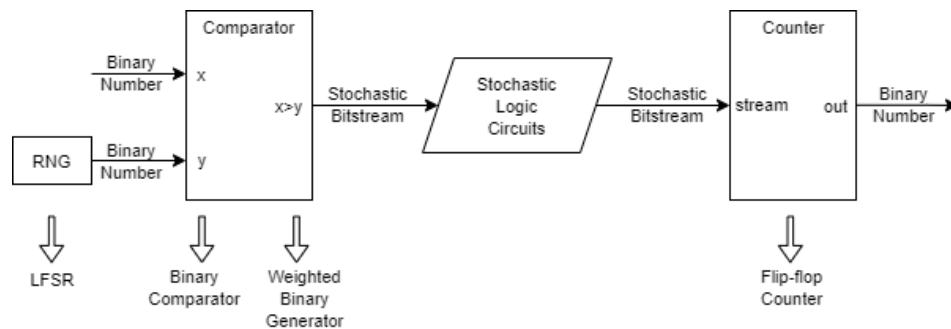 Comparator
Counter
Binary
Number
x
Stochastic
Logic
Circuits
x>y
Stochastic
Bitstream
Stochastic
Bitstream
stream
out
Binary
Number
RNG
Binary
Number
y
LFSR
Binary
Comparator
Weighted
Binary
Generator
Flip-flop
Counter